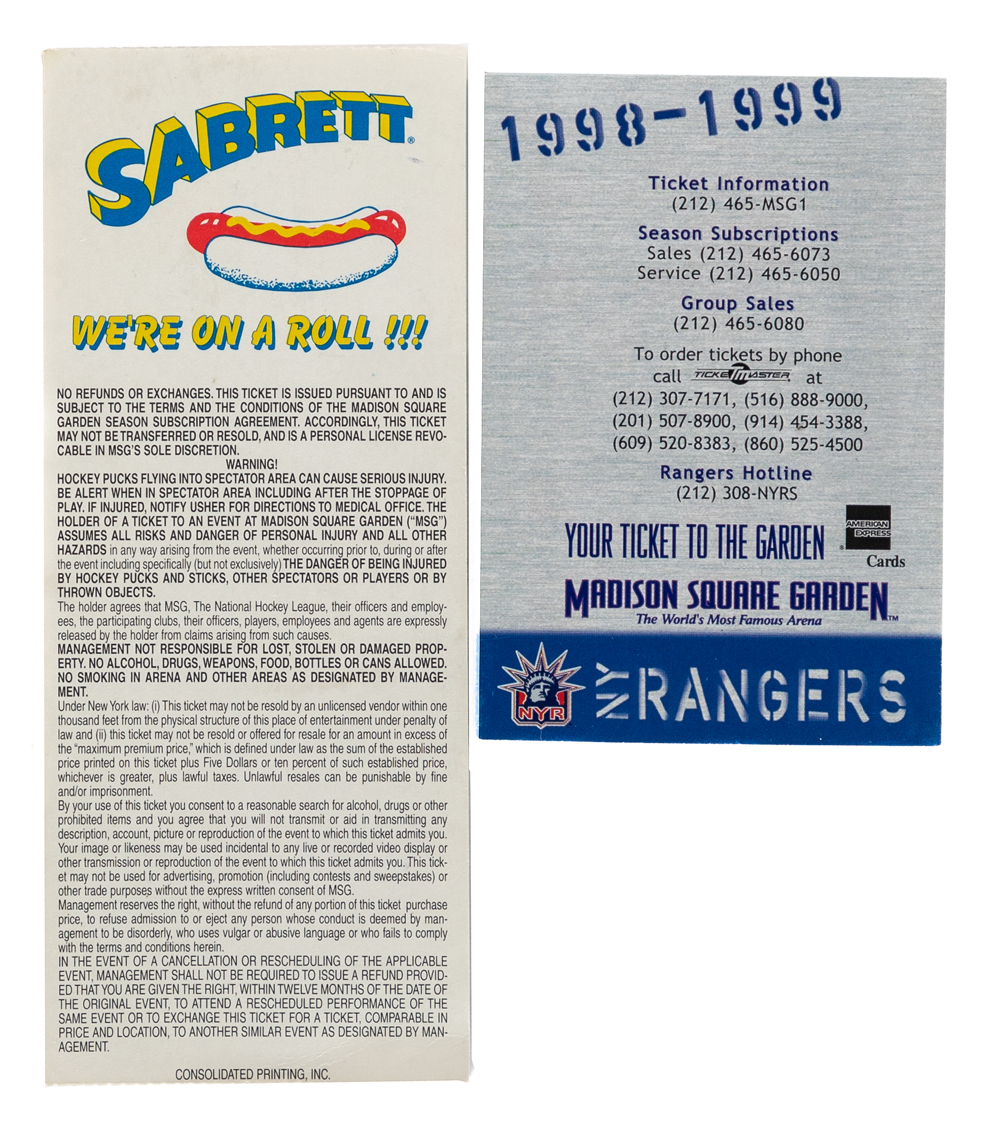 SABRETT®
WE'RE ON A ROLL !!!
NO REFUNDS OR EXCHANGES. THIS TICKET IS ISSUED PURSUANT TO AND IS
SUBJECT TO THE TERMS AND THE CONDITIONS OF THE MADISON SQUARE
GARDEN SEASON SUBSCRIPTION AGREEMENT. ACCORDINGLY, THIS TICKET
MAY NOT BE TRANSFERRED OR RESOLD, AND IS A PERSONAL LICENSE REVO-
CABLE IN MSG'S SOLE DISCRETION.
WARNING!
HOCKEY PUCKS FLYING INTO SPECTATOR AREA CAN CAUSE SERIOUS INJURY.
BE ALERT WHEN IN SPECTATOR AREA INCLUDING AFTER THE STOPPAGE OF
PLAY. IF INJURED, NOTIFY USHER FOR DIRECTIONS TO MEDICAL OFFICE. THE
HOLDER OF A TICKET TO AN EVENT AT MADISON SQUARE GARDEN ("MSG")
ASSUMES ALL RISKS AND DANGER OF PERSONAL INJURY AND ALL OTHER
HAZARDS in any way arising from the event, whether occurring prior to, during or after
the event including specifically (but not exclusively) THE DANGER OF BEING INJURED
BY HOCKEY PUCKS AND STICKS, OTHER SPECTATORS OR PLAYERS OR BY
THROWN OBJECTS.
The holder agrees that MSG, The National Hockey League, their officers and employ-
ees, the participating clubs, their officers, players, employees and agents are expressly
released by the holder from claims arising from such causes.
MANAGEMENT NOT RESPONSIBLE FOR LOST, STOLEN OR DAMAGED PROP-
ERTY. NO ALCOHOL, DRUGS, WEAPONS, FOOD, BOTTLES OR CANS ALLOWED.
NO SMOKING IN ARENA AND OTHER AREAS AS DESIGNATED BY MANAGE-
MENT.
Under New York law: (i) This ticket may not be resold by an unlicensed vendor within one
thousand feet from the physical structure of this place of entertainment under penalty of
law and (ii) this ticket may not be resold or offered for resale for an amount in excess of
the "maximum premium price," which is defined under law as the sum of the established
price printed on this ticket plus Five Dollars or ten percent of such established price,
whichever is greater, plus lawful taxes. Unlawful resales can be punishable by fine
and/or imprisonment.
By your use of this ticket you consent to a reasonable search for alcohol, drugs or other
prohibited items and you agree that you will not transmit or aid in transmitting any
description, account, picture or reproduction of the event to which this ticket admits you.
Your image or likeness may be used incidental to any live or recorded video display or
other transmission or reproduction of the event to which this ticket admits you. This tick-
et may not be used for advertising, promotion (including contests and sweepstakes) or
other trade purposes without the express written consent of MSG.
Management reserves the right, without the refund of any portion of this ticket purchase
price, to refuse admission to or eject any person whose conduct is deemed by man-
agement to be disorderly, who uses vulgar or abusive language or who fails to comply
with the terms and conditions herein.
IN THE EVENT OF A CANCELLATION OR RESCHEDULING OF THE APPLICABLE
EVENT, MANAGEMENT SHALL NOT BE REQUIRED TO ISSUE A REFUND PROVID-
ED THAT YOU ARE GIVEN THE RIGHT, WITHIN TWELVE MONTHS OF THE DATE OF
THE ORIGINAL EVENT, TO ATTEND A RESCHEDULED PERFORMANCE OF THE
SAME EVENT OR TO EXCHANGE THIS TICKET FOR A TICKET, COMPARABLE IN
PRICE AND LOCATION, TO ANOTHER SIMILAR EVENT AS DESIGNATED BY MAN-
AGEMENT.
CONSOLIDATED PRINTING, INC.
1998-1999
Ticket Information
(212) 465-MSG1
Season Subscriptions
Sales (212) 465-6073
Service (212) 465-6050
Group Sales
(212) 465-6080
To order tickets by phone
call TICKETMASTER at
(212) 307-7171, (516) 888-9000,
(201) 507-8900, (914) 454-3388,
(609) 520-8383, (860) 525-4500
Rangers Hotline
(212) 308-NYRS
YOUR TICKET TO THE GARDEN
AMERICAN
EXPRESS
Cards
MADISON SQUARE GARDEN™
The World's Most Famous Arena
NYR
NY RANGERS